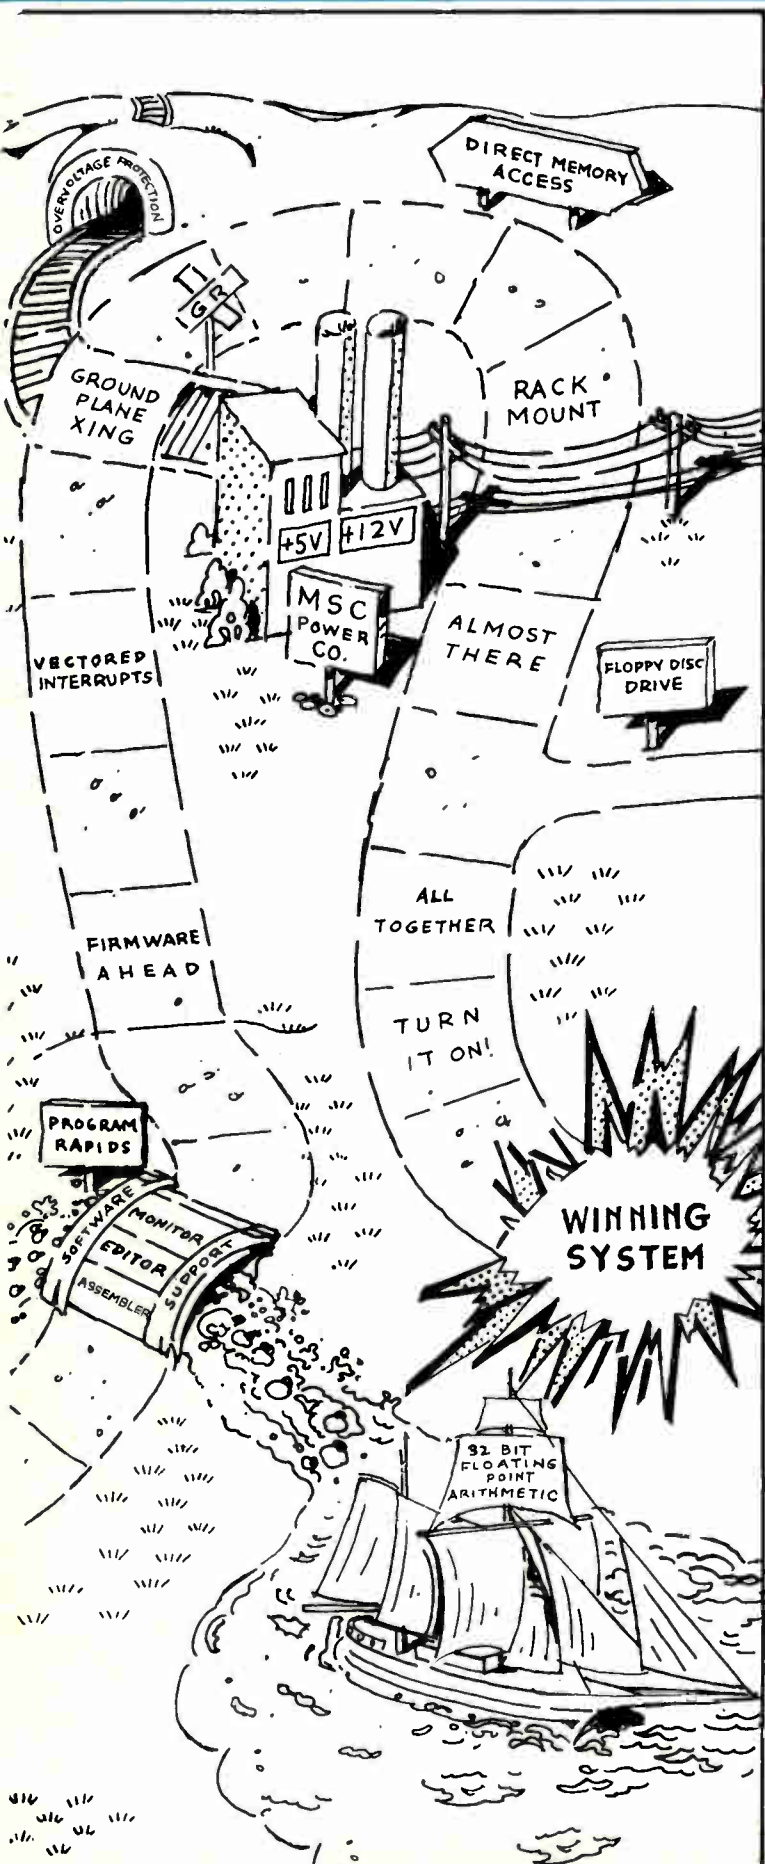 OVERVOLTAGE PROTECTION
DIRECT MEMORY
ACCESS
IGR
GROUND
PLANE
XING
RACK
MOUNT
+5V
+12V
MSC
POWER
CO.
ALMOST
THERE
VECTORED
INTERRUPTS
FLOPPY DISC
DRIVE
ALL
TOGETHER
FIRMWARE
AHEAD
TURN
IT ON!
PROGRAM
RAPIDS
SOFTWARE
MONITOR
EDITOR
ASSEMBLER
SUPPORT
WINNING
SYSTEM
32 BIT
FLOATING
POINT
ARITHMETIC